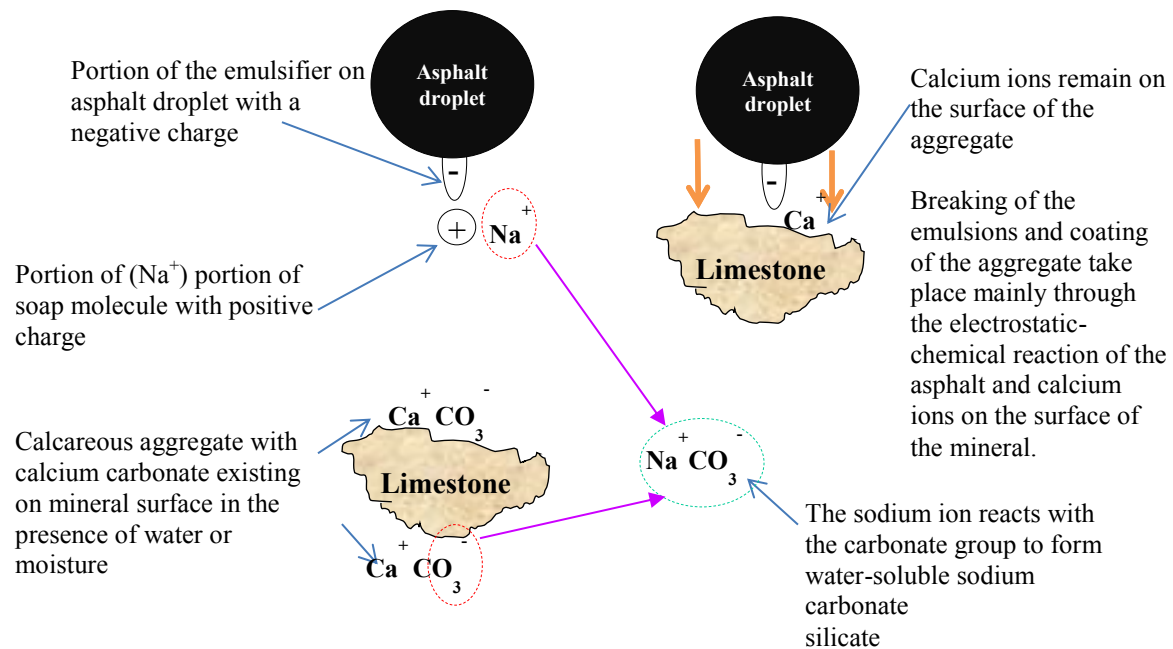 Portion of the emulsifier on
asphalt droplet with a
negative charge
Asphalt
droplet
-
+
Na+
Portion of (Na+) portion of
soap molecule with positive
charge
Asphalt
droplet
-
Ca+
Limestone
Calcium ions remain on
the surface of the
aggregate
Breaking of the
emulsions and coating
of the aggregate take
place mainly through
the electrostatic-
chemical reaction of the
asphalt and calcium
ions on the surface of
the mineral.
Calcareous aggregate with
calcium carbonate existing
on mineral surface in the
presence of water or
moisture
Ca+ CO3-
Limestone
Ca+ CO3-
Na+ CO3-
The sodium ion reacts with
the carbonate group to form
water-soluble sodium
carbonate
silicate